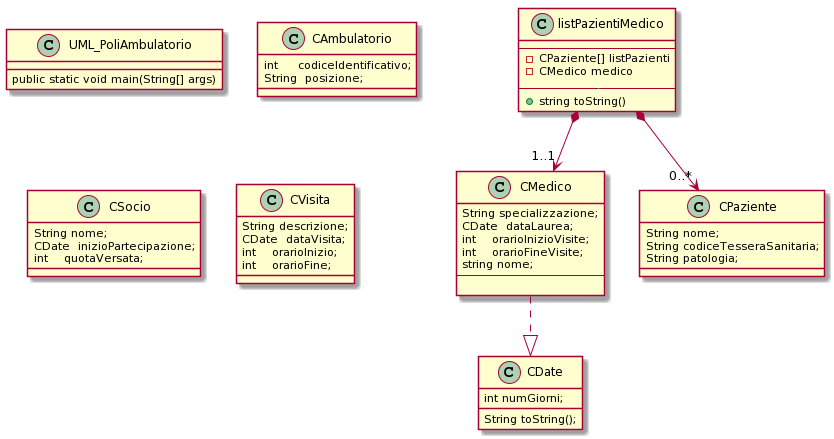 C UML_PoliAmbulatorio
public static void main(String[] args)
C CAmbulatorio
int codiceIdentificativo;
String posizione;
C listPazientiMedico
CPaziente[] listPazienti
CMedico medico
string toString()
1..1
0..*
C CSocio
String nome;
CDate inizioPartecipazione;
int quotaVersata;
C CVisita
String descrizione;
CDate dataVisita;
int orarioInizio;
int orarioFine;
C CMedico
String specializzazione;
CDate dataLaurea;
int orarioInizioVisite;
int orarioFineVisite;
string nome;
C CPaziente
String nome;
String codiceTesseraSanitaria;
String patologia;
C CDate
int numGiorni;
String toString();